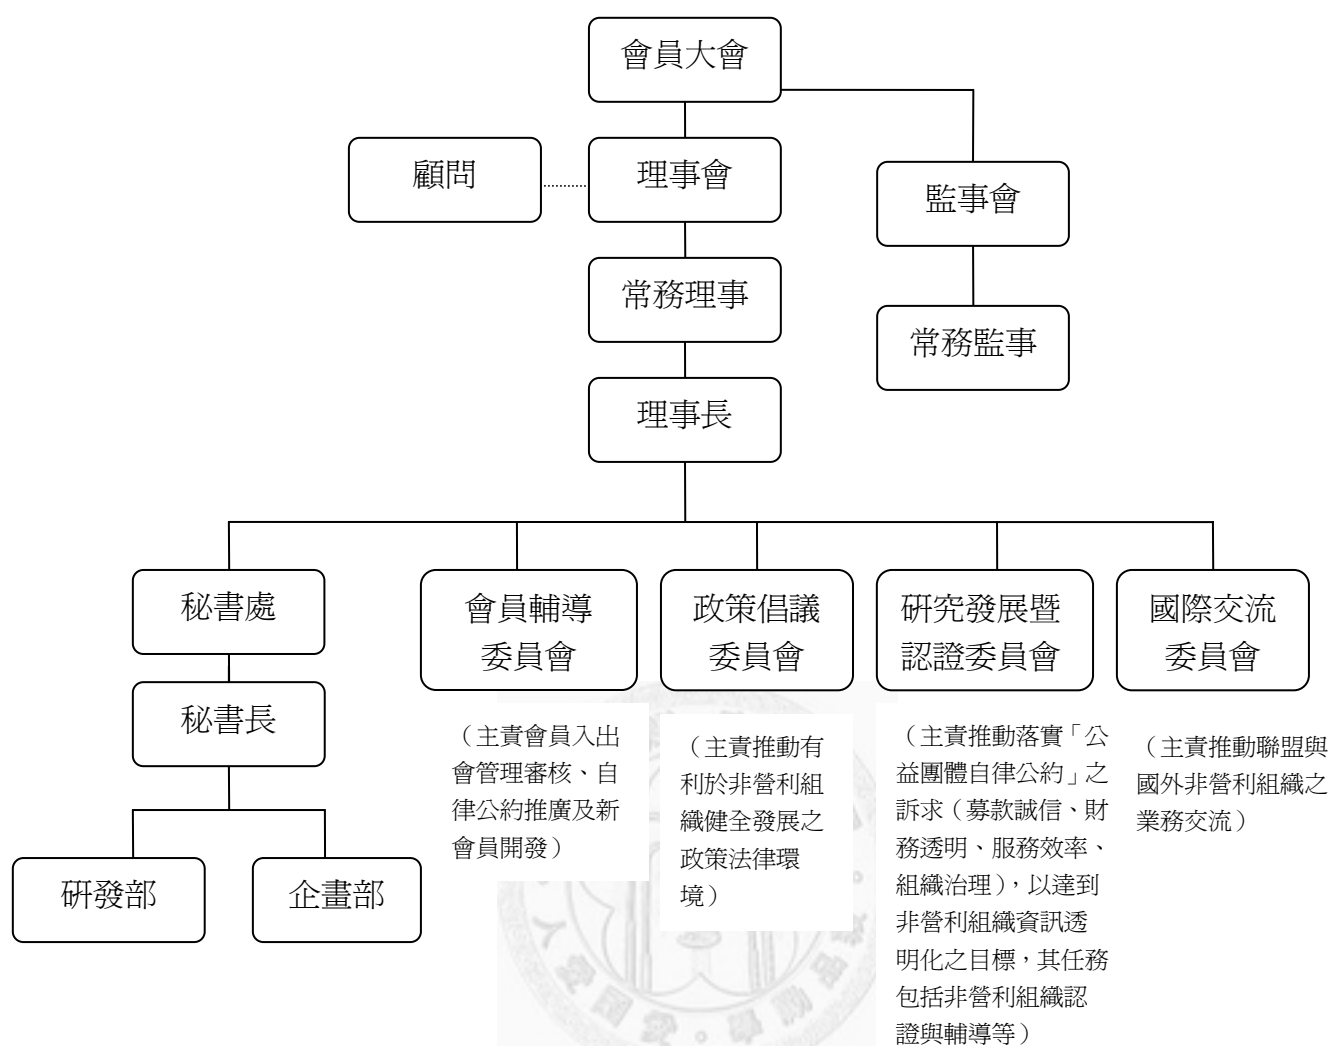 會員大會
顧問
理事會
監事會
常務理事
常務監事
理事長
秘書處
會員輔導
委員會
政策倡議
委員會
研究發展暨
認證委員會
國際交流
委員會
秘書長
研發部
企畫部
（主責會員入出
會管理審核、自
律公約推廣及新
會員開發）
（主責推動有
利於非營利組
織健全發展之
政策法律環
境）
（主責推動落實「公
益團體自律公約」之
訴求（募款誠信、財
務透明、服務效率、
組織治理），以達到
非營利組織資訊透
明化之目標，其任務
包括非營利組織認
證與輔導等）
（主責推動聯盟與
國外非營利組織之
業務交流）